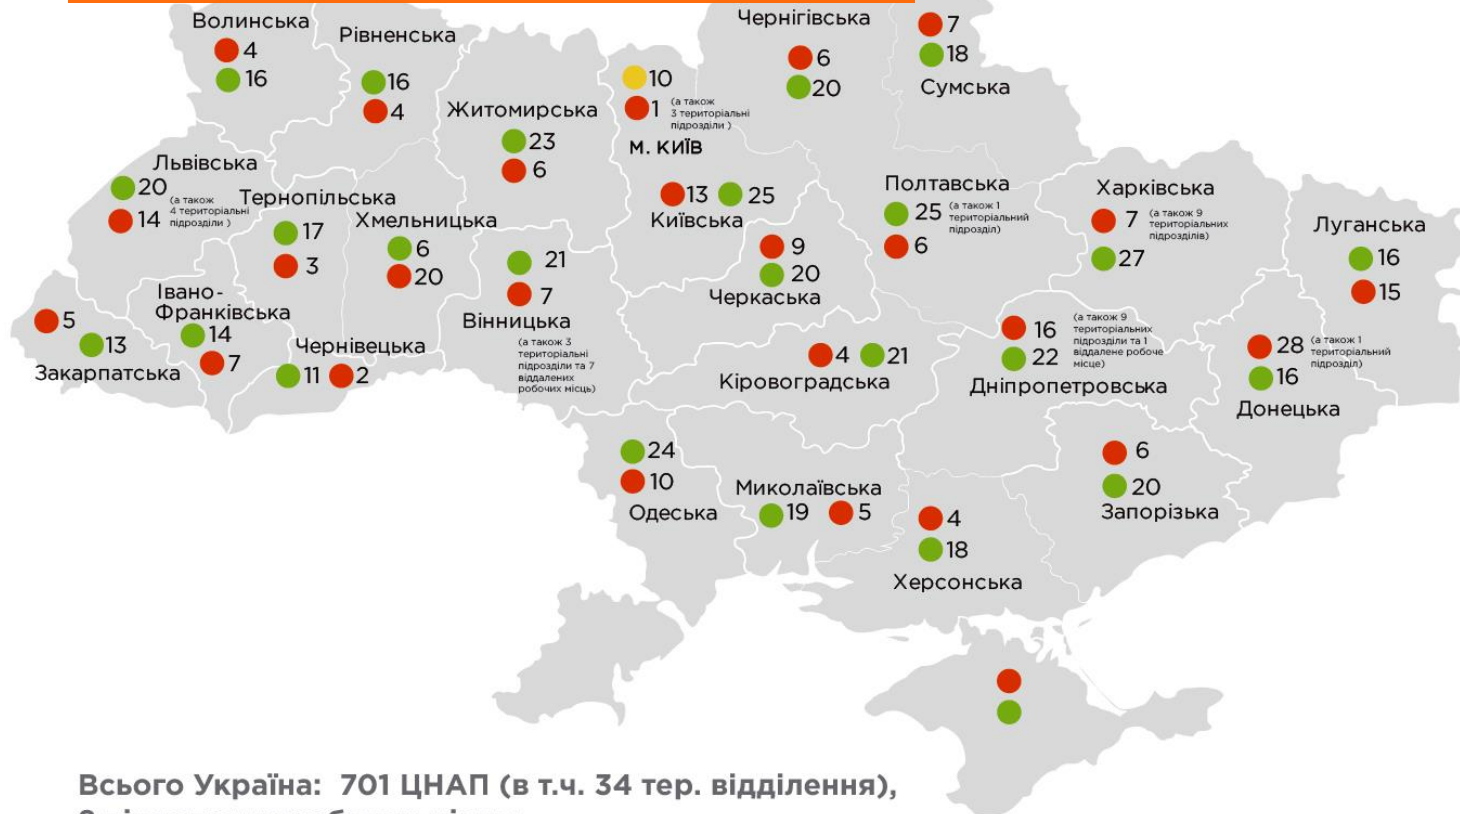 Волинська
4
16
Рівненська
16
4
Житомирська
23
6
10
1
(а також
3 територіальні
підрозділи )
м. київ
13
25
Київська
Чернігівська
6
20
7
18
Сумська
Львівська
20
14
(а також
4 територіальні
підрозділи )
Тернопільська
17
3
Хмельницька
6
20
21
7
Вінницька
(а також 3
територіальні
підрозділи та 7
віддалених
робочих місць)
9
20
Черкаська
Полтавська
25
(а також 1
територіальний
підрозділ)
6
Харківська
7
(а також 9
територіальних
підрозділів)
27
Луганська
16
15
5
13
Закарпатська
Івано-
Франківська
14
7
Чернівецька
11
2
4
21
Кіровоградська
16
(а також 9
територіальних
підрозділи та 1
віддалене робоче
місце)
22
Дніпропетровська
28
(а також 1
територіальний
підрозділ)
16
Донецька
24
10
Одеська
Миколаївська
19
5
4
18
Херсонська
6
20
Запорізька
Всього Україна: 701 ЦНАП (в т.ч. 34 тер. відділення),